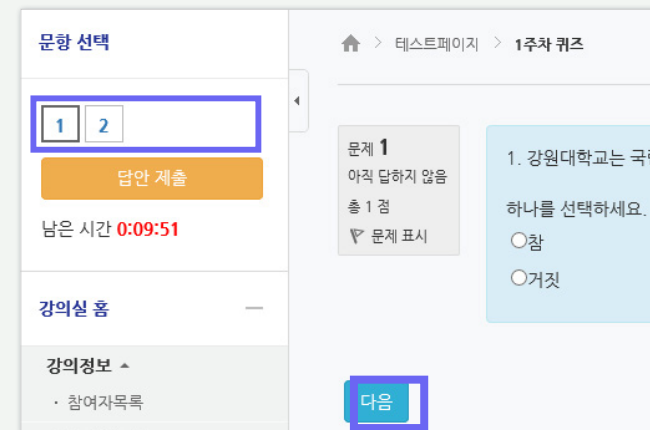 문항 선택
1 2
답안 제출
남은 시간 0:09:51
강의실 홈
강의정보
· 참여자목록
테스트페이지 > 1주차 퀴즈
문제 1
아직 답하지 않음
총 1 점
문제 표시
1. 강원대학교는
하나를 선택하세요.
참
거짓
다음